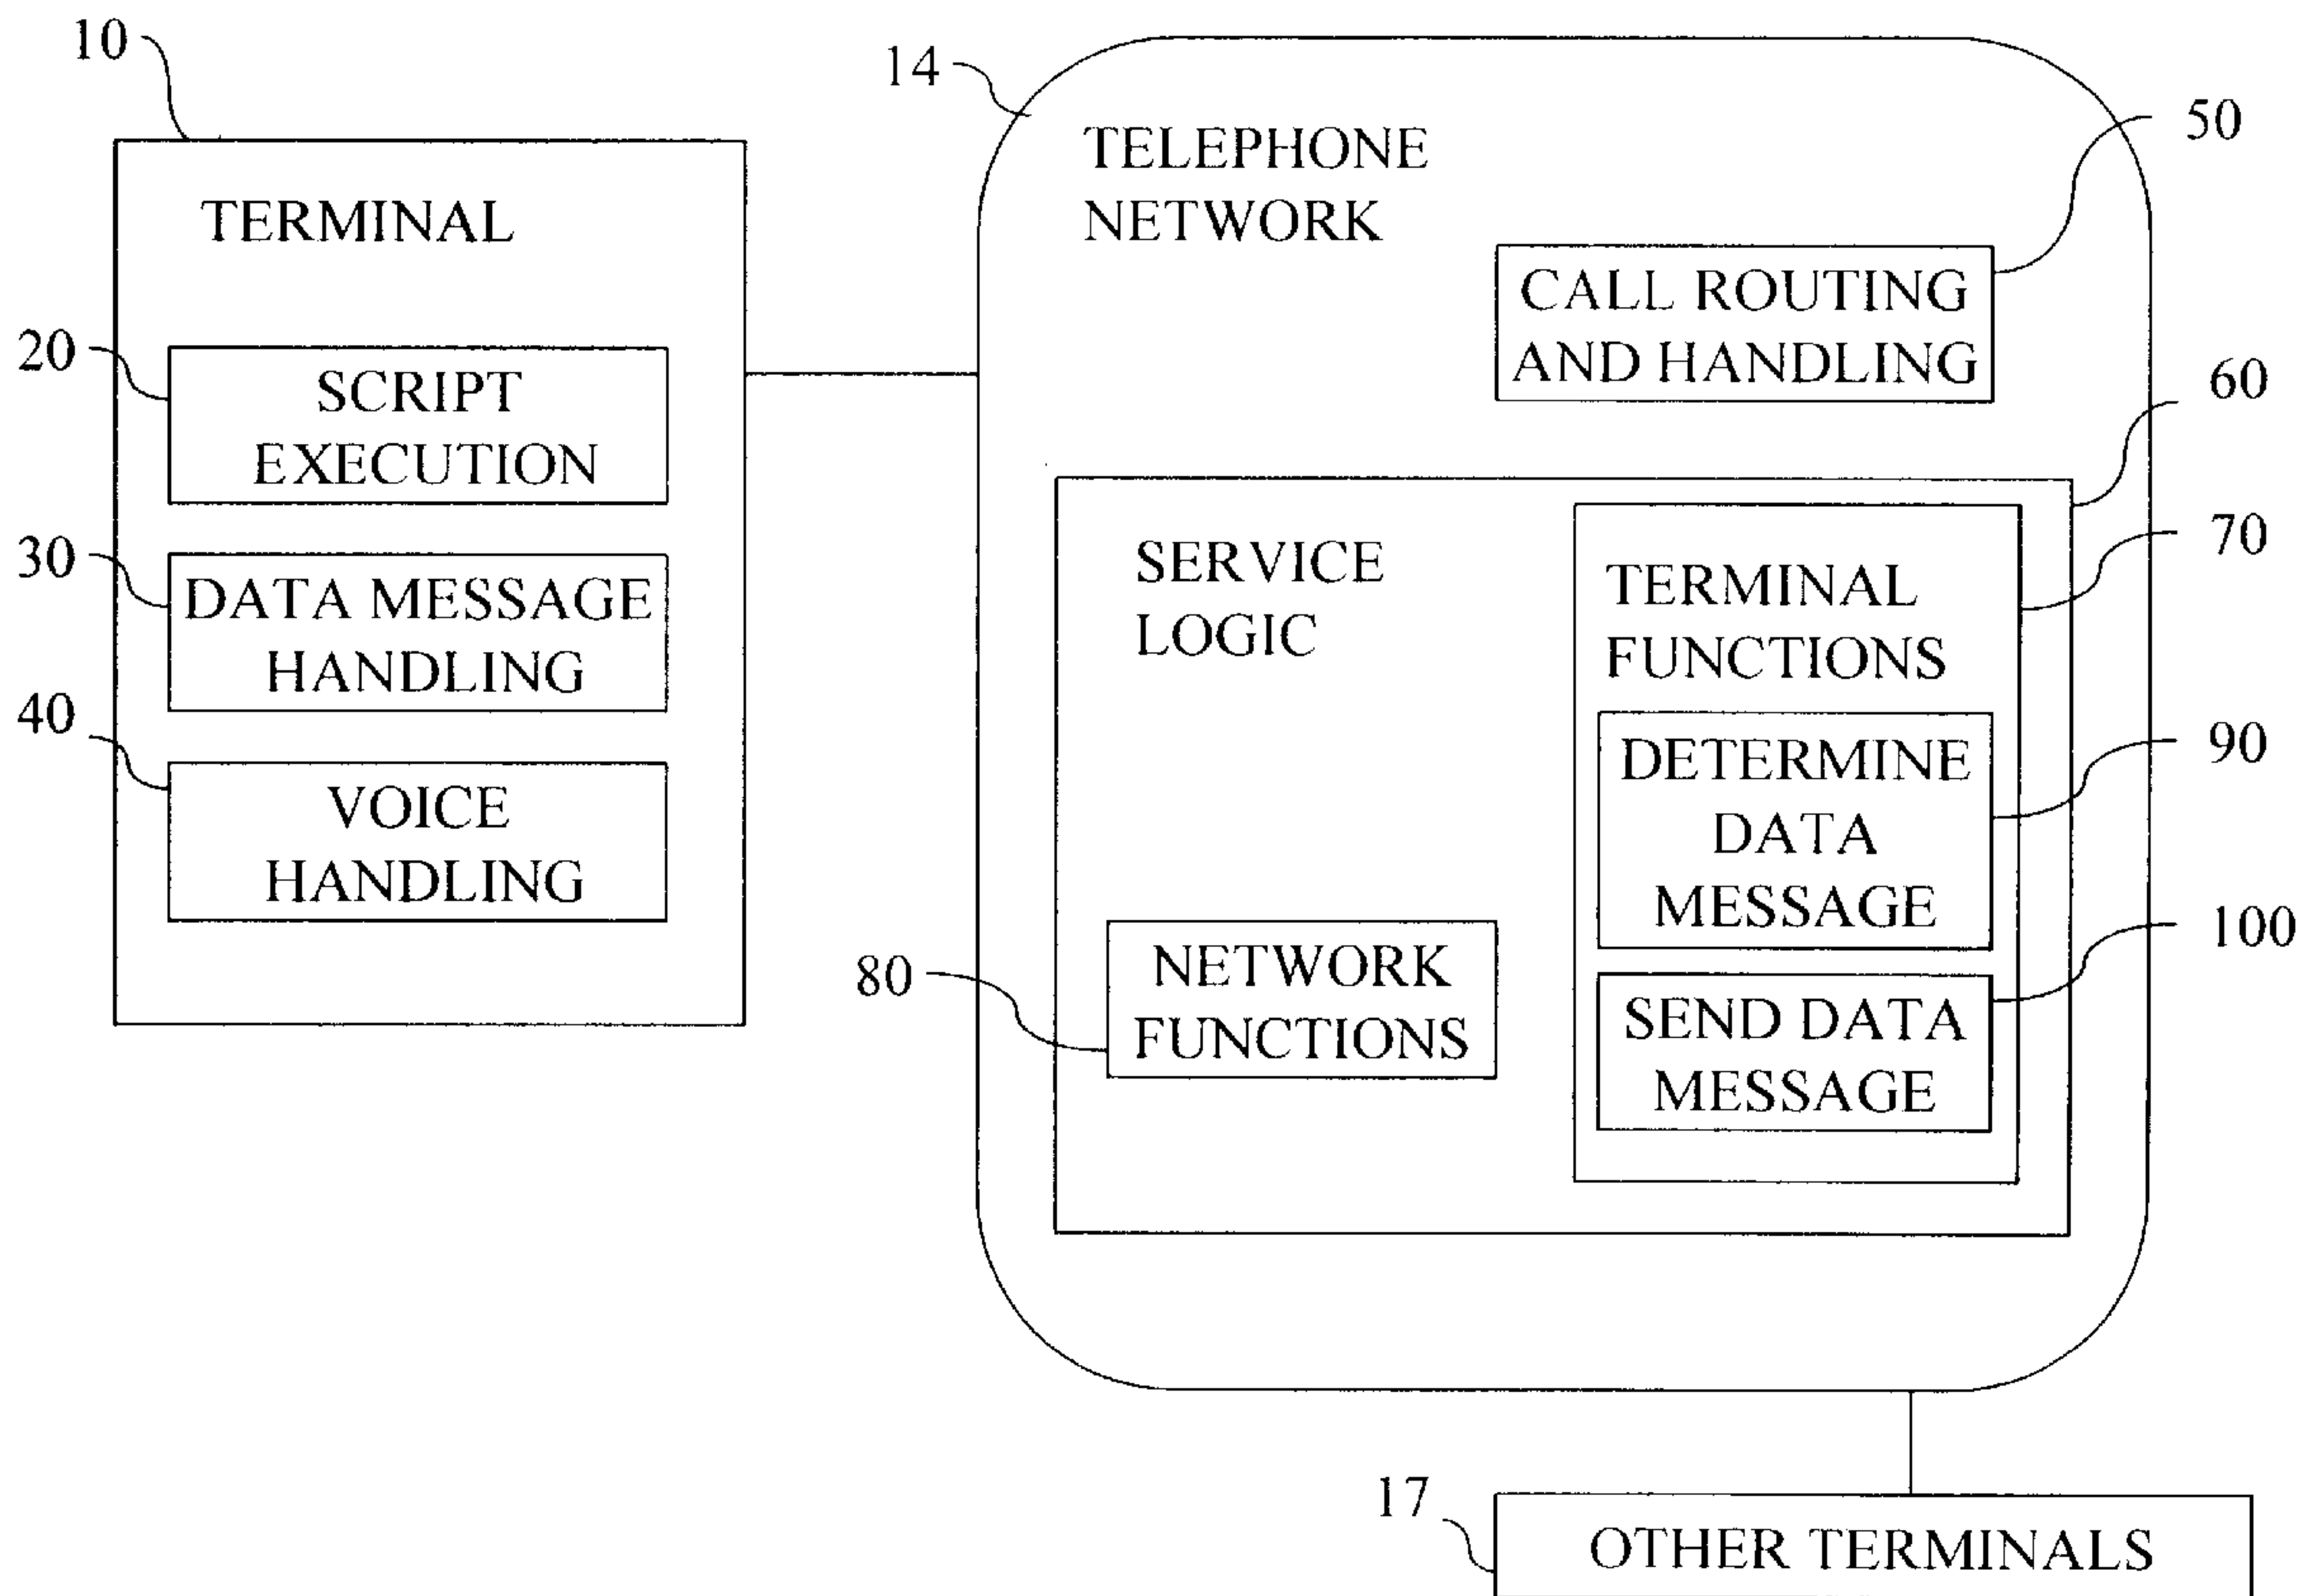 10
TERMINAL
20
SCRIPT
EXECUTION
30
DATA MESSAGE
HANDLING
40
VOICE
HANDLING
14
TELEPHONE
NETWORK
50
CALL ROUTING
AND HANDLING
60
SERVICE
LOGIC
70
TERMINAL
FUNCTIONS
90
DETERMINE
DATA
MESSAGE
80
NETWORK
FUNCTIONS
100
SEND DATA
MESSAGE
17
OTHER TERMINALS